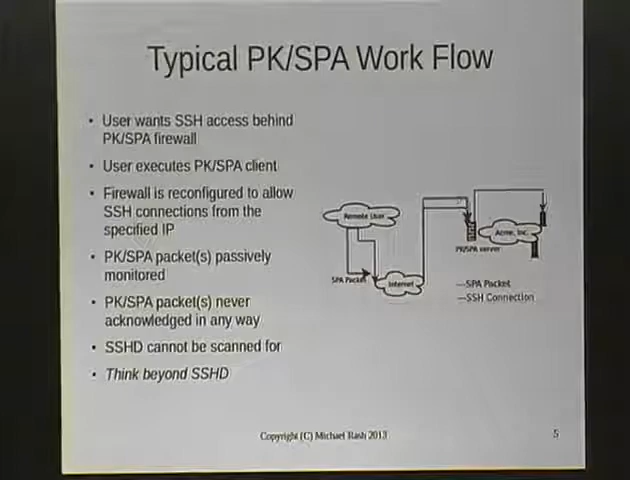 Typical PK/SPA Work Flow
• User wants SSH access behind
PK/SPA firewall
• User executes PK/SPA client
• Firewall is reconfigured to allow
SSH connections from the
specified IP
• PK/SPA packet(s) passively
monitored
• PK/SPA packet(s) never
acknowledged in any way
• SSHD cannot be scanned for
• Think beyond SSHD
Remote User
SPA Packet
Internet
Acme, Inc.
PK/SPA server
—SPA Packet
—SSH Connection
Copyright (C) Michael Rash 2013
5